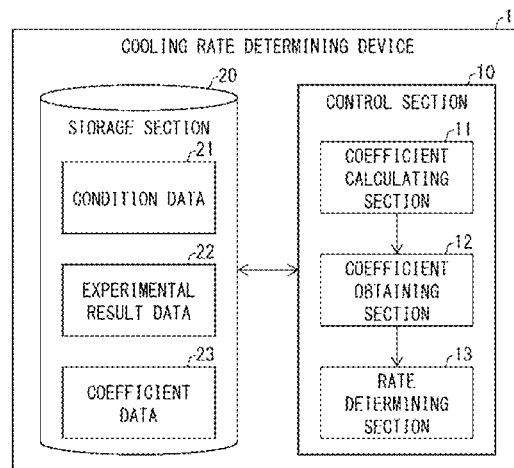 1
COOLING RATE DETERMINING DEVICE
20
STORAGE SECTION
21
CONDITION DATA
22
EXPERIMENTAL
RESULT DATA
23
COEFFICIENT
DATA
10
CONTROL SECTION
11
COEFFICIENT
CALCULATING
SECTION
12
COEFFICIENT
OBTAINING
SECTION
13
RATE
DETERMINING
SECTION